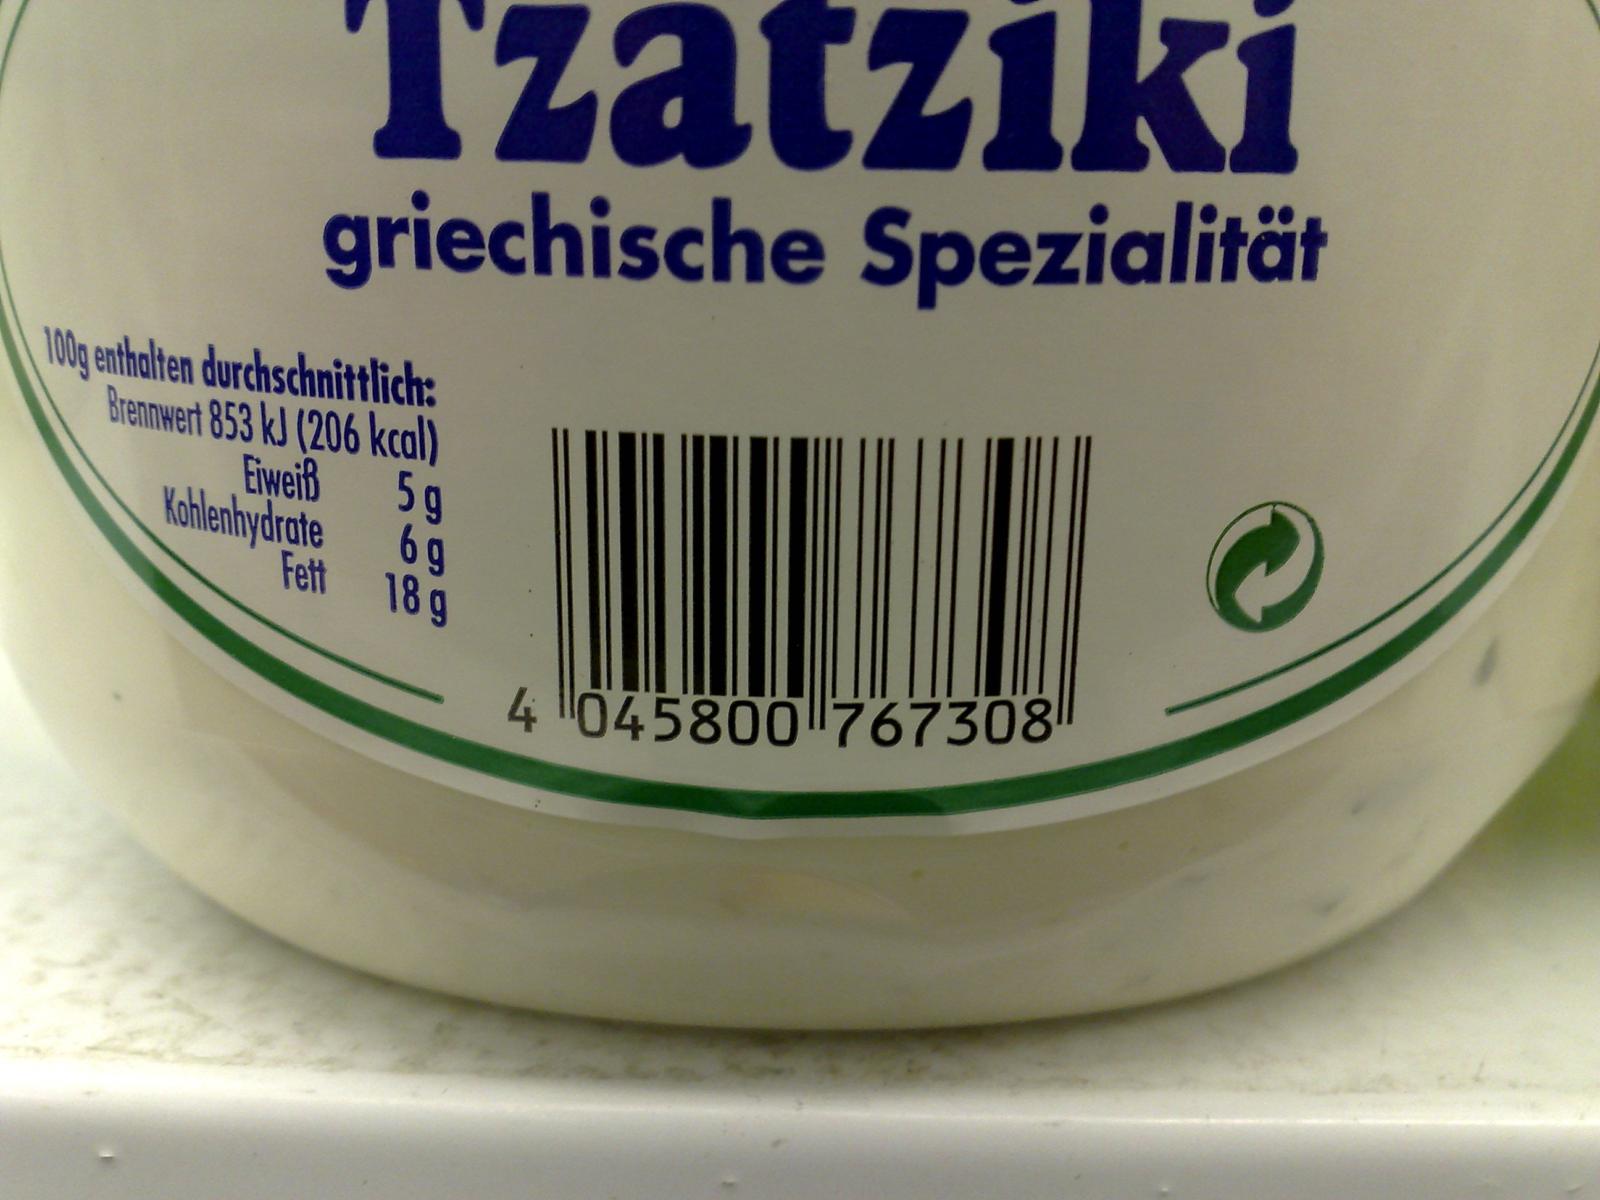 Tzatziki
griechische Spezialität
100g enthalten durchschnittlich:
Brennwert 853 kJ (206 kcal)
Eiweiß 5 g
Kohlenhydrate 6 g
Fett 18 g
4 045800 767308